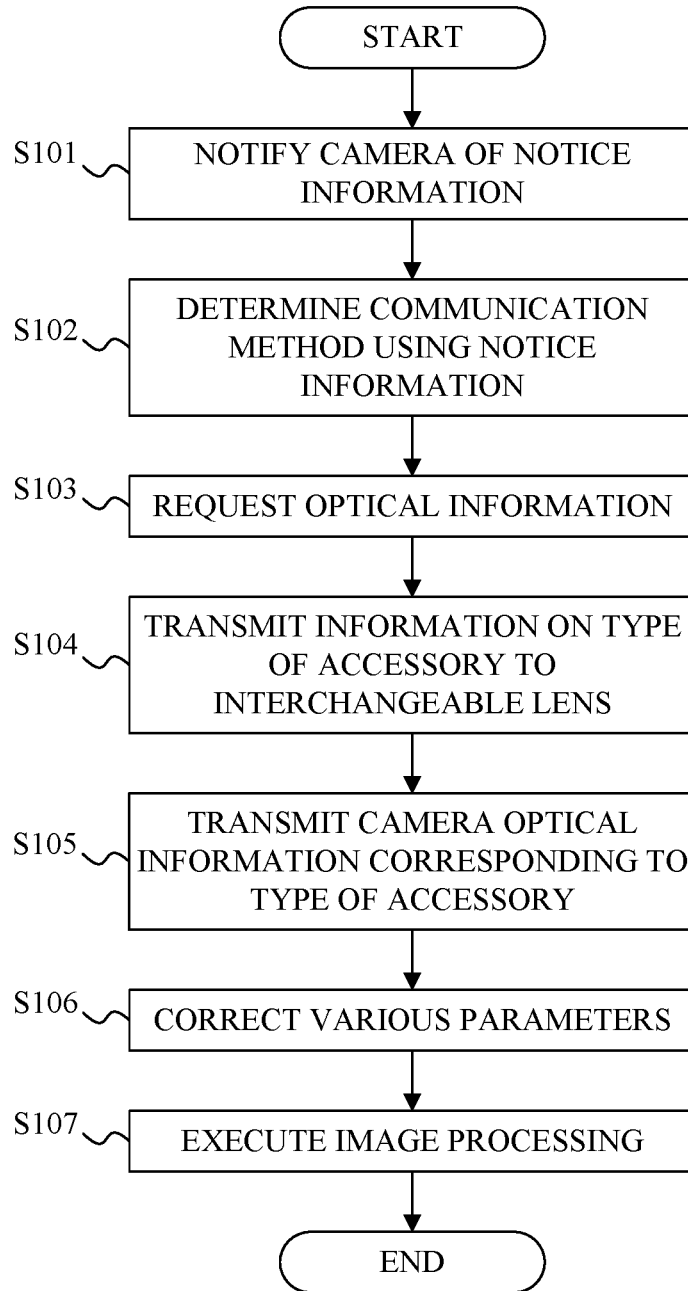 START
S101
NOTIFY CAMERA OF NOTICE
INFORMATION
S102
DETERMINE COMMUNICATION
METHOD USING NOTICE
INFORMATION
S103
REQUEST OPTICAL INFORMATION
S104
TRANSMIT INFORMATION ON TYPE
OF ACCESSORY TO
INTERCHANGEABLE LENS
S105
TRANSMIT CAMERA OPTICAL
INFORMATION CORRESPONDING TO
TYPE OF ACCESSORY
S106
CORRECT VARIOUS PARAMETERS
S107
EXECUTE IMAGE PROCESSING
END